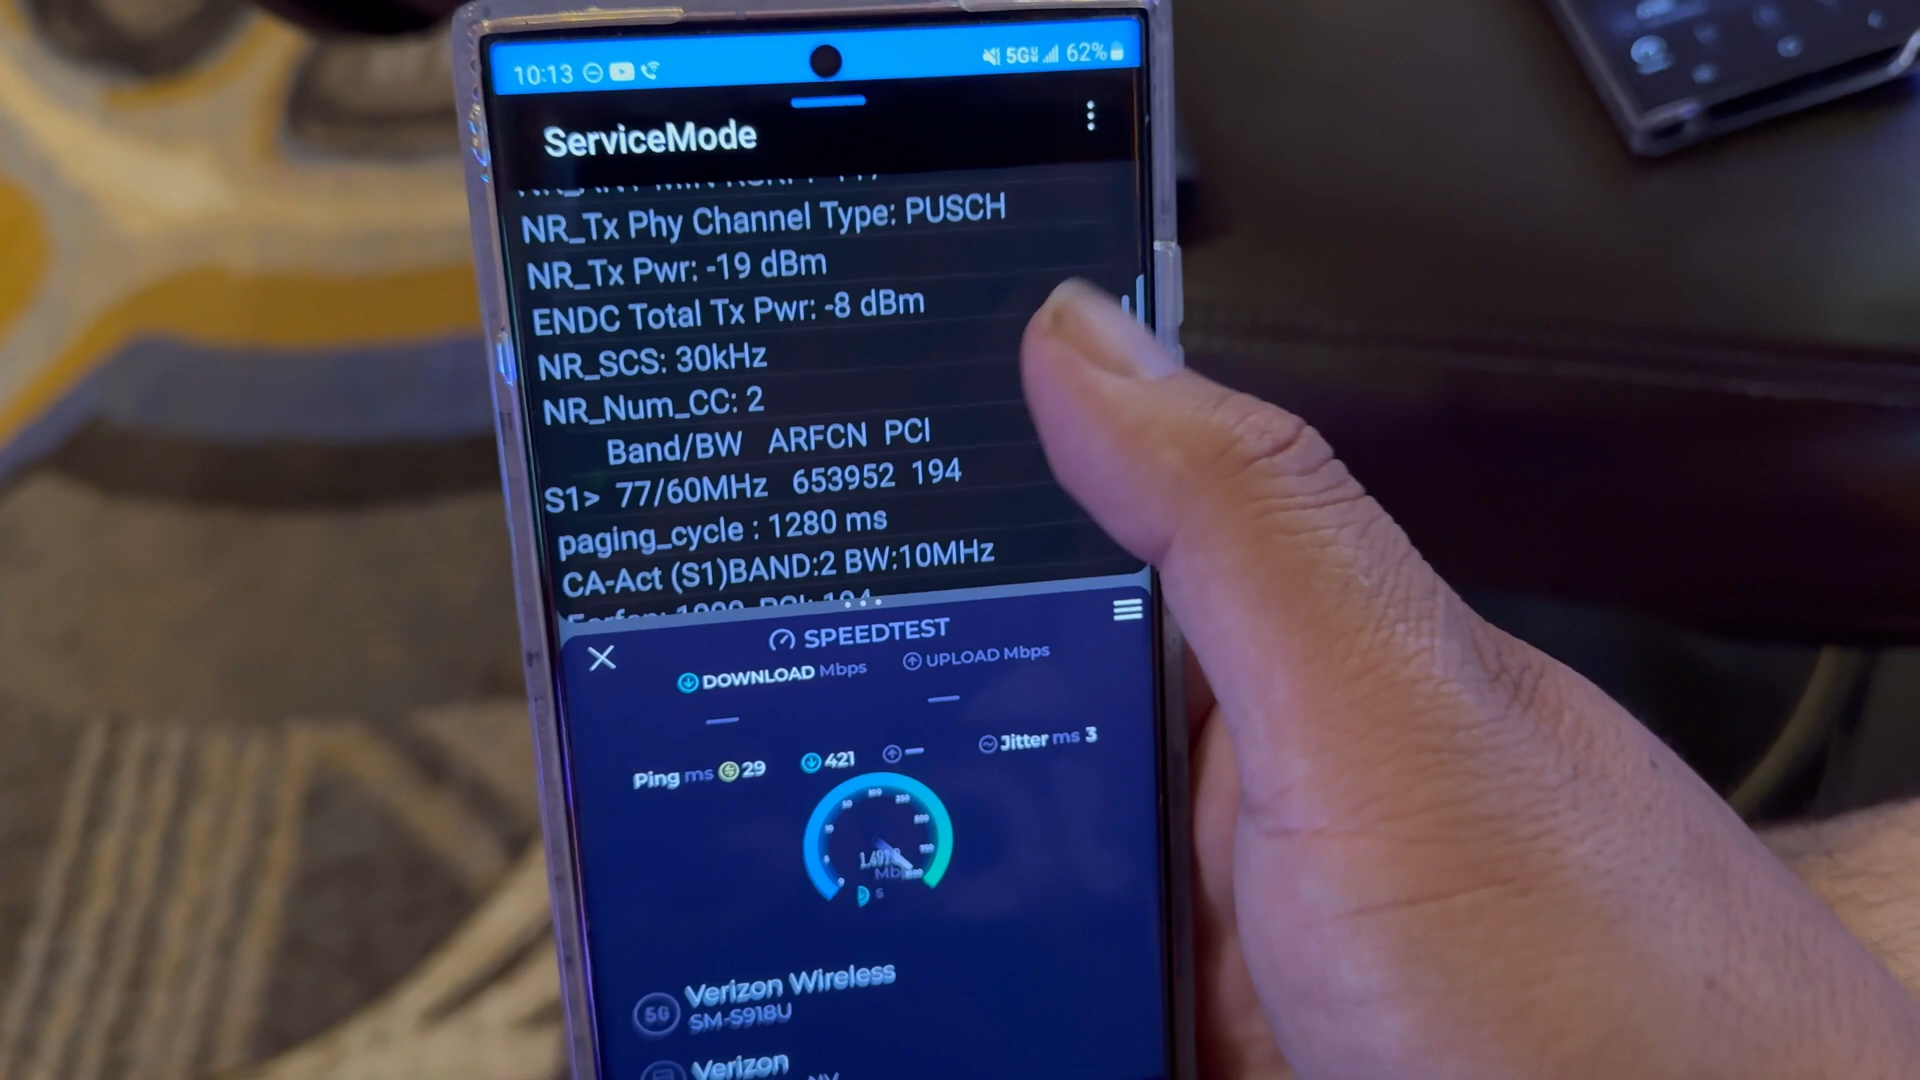 10:13 5G 62%
ServiceMode
NR_Tx Phy Channel Type: PUSCH
NR_Tx Pwr: -19 dBm
ENDC Total Tx Pwr: -8 dBm
NR_SCS: 30kHz
NR_Num_CC: 2
Band/BW ARFCN PCI
S1> 77/60MHz 653952 194
paging_cycle : 1280 ms
CA-Act (S1)BAND:2 BW:10MHz
SPEEDTEST
DOWNLOAD Mbps UPLOAD Mbps
Ping ms 29 421 Jitter ms 3
5G Verizon Wireless
SM-S918U
Verizon